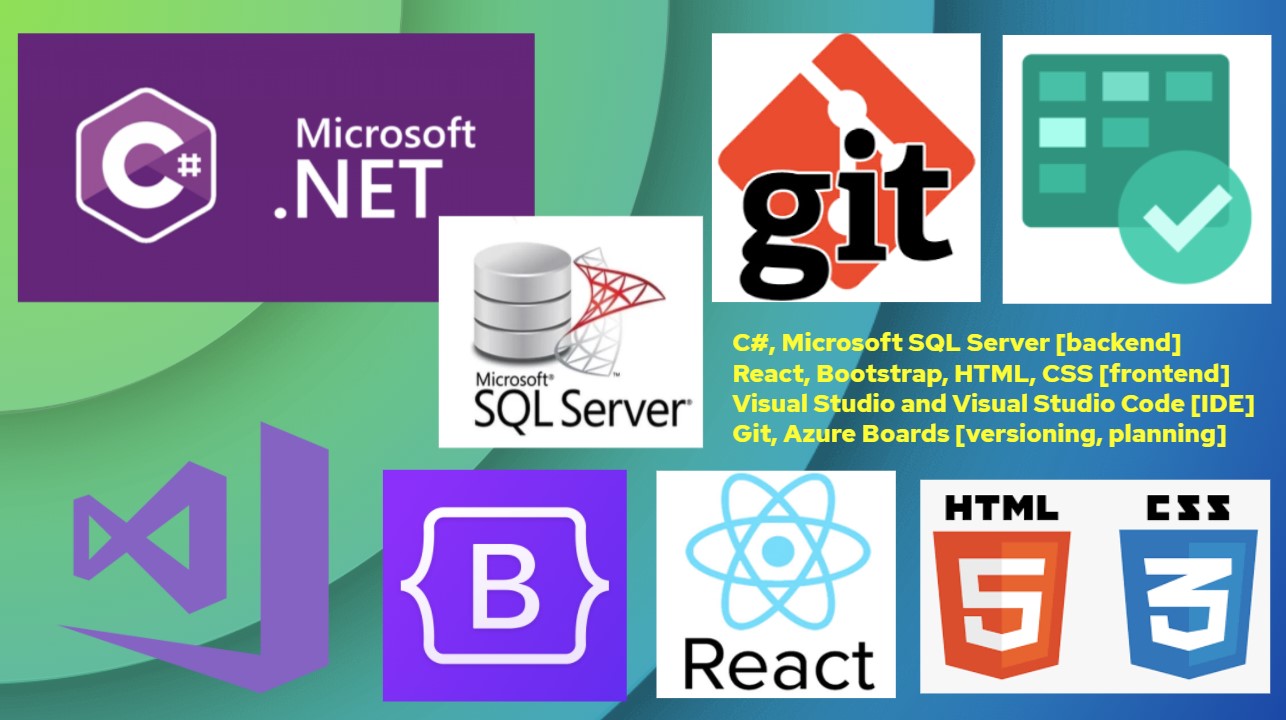 C#
Microsoft
.NET
Microsoft®
SQL Server®
™
git
C#, Microsoft SQL Server [backend]
React, Bootstrap, HTML, CSS [frontend]
Visual Studio and Visual Studio Code [IDE]
Git, Azure Boards [versioning, planning]
B
React
HTML
5
CSS
3